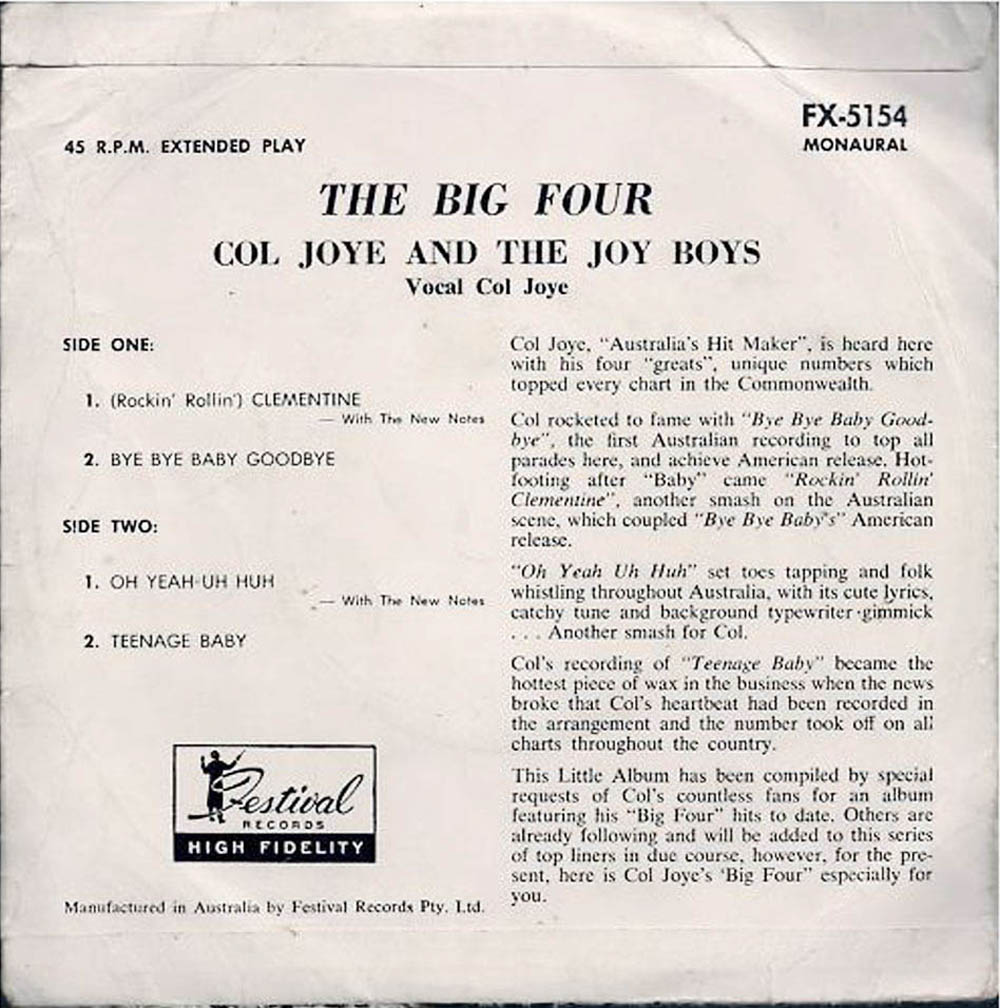 FX-5154
45 R.P.M. EXTENDED PLAY
MONAURAL
THE BIG FOUR
COL JOYE AND THE JOY BOYS
Vocal Col Joye
SIDE ONE:
1. (Rockin' Rollin') CLEMENTINE
— With The New Notes
2. BYE BYE BABY GOODBYE
SIDE TWO:
1. OH YEAH-UH HUH
— With The New Notes
2. TEENAGE BABY
Col Joye, "Australia's Hit Maker", is heard here
with his four "greats", unique numbers which
topped every chart in the Commonwealth.
Col rocketed to fame with "Bye Bye Baby Good-
bye", the first Australian recording to top all
parades here, and achieve American release. Hot-
footing after "Baby" came "Rockin' Rollin'
Clementine", another smash on the Australian
scene, which coupled "Bye Bye Baby's" American
release.
"Oh Yeah Uh Huh" set toes tapping and folk
whistling throughout Australia, with its cute lyrics,
catchy tune and background typewriter gimmick
. . . Another smash for Col.
Col's recording of "Teenage Baby" became the
hottest piece of wax in the business when the news
broke that Col's heartbeat had been recorded in
the arrangement and the number took off on all
charts throughout the country.
This Little Album has been compiled by special
requests of Col's countless fans for an album
featuring his "Big Four" hits to date. Others are
already following and will be added to this series
of top liners in due course, however, for the pre-
sent, here is Col Joye's 'Big Four" especially for
you.
Festival
RECORDS
HIGH FIDELITY
Manufactured in Australia by Festival Records Pty. Ltd.